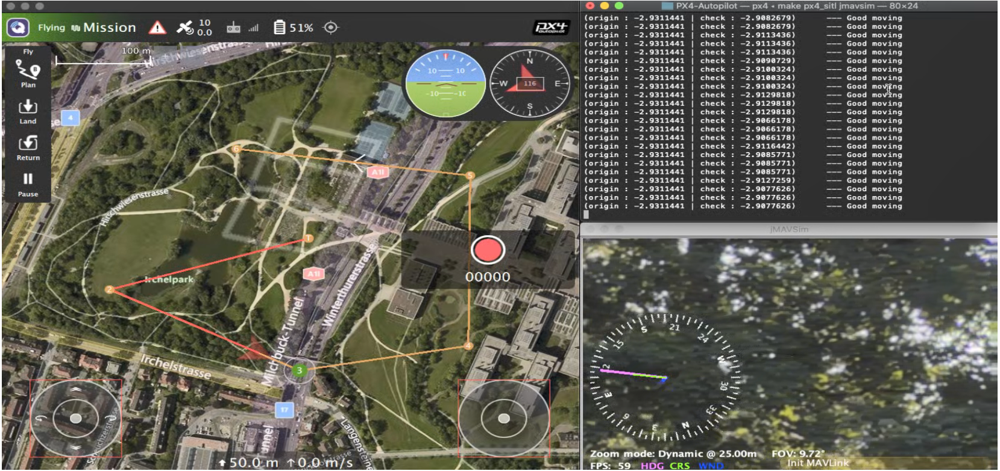 Flying Mission 10 0.0 51% PX4 autopilot
Fly
Plan
Land
Return
Pause
100 m
Hirschwiesenstrasse
4
10 10
-10 -10
N
W 116 E
S
6
A1l
5
Hirschwiesenstrasse
T
A1l
Irchelpark
2
00000
Winterthurerstrasse
Milchbuck-Tunnel
4
Irchelstrasse
3
17
Langensteinenstrasse
↑ 50.0 m ↑ 0.0 m/s
PX4-Autopilot — px4 • make px4_sitl jmavsim — 80×24
(origin : -2.9311441 | check : -2.9082679) --- Good moving
(origin : -2.9311441 | check : -2.9082679) --- Good moving
(origin : -2.9311441 | check : -2.9113436) --- Good moving
(origin : -2.9311441 | check : -2.9113436) --- Good moving
(origin : -2.9311441 | check : -2.9113436) --- Good moving
(origin : -2.9311441 | check : -2.9090729) --- Good moving
(origin : -2.9311441 | check : -2.9100324) --- Good moving
(origin : -2.9311441 | check : -2.9100324) --- Good moving
(origin : -2.9311441 | check : -2.9100324) --- Good moving
(origin : -2.9311441 | check : -2.9129818) --- Good moving
(origin : -2.9311441 | check : -2.9129818) --- Good moving
(origin : -2.9311441 | check : -2.9129818) --- Good moving
(origin : -2.9311441 | check : -2.9066178) --- Good moving
(origin : -2.9311441 | check : -2.9066178) --- Good moving
(origin : -2.9311441 | check : -2.9066178) --- Good moving
(origin : -2.9311441 | check : -2.9116442) --- Good moving
(origin : -2.9311441 | check : -2.9085771) --- Good moving
(origin : -2.9311441 | check : -2.9085771) --- Good moving
(origin : -2.9311441 | check : -2.9085771) --- Good moving
(origin : -2.9311441 | check : -2.9127259) --- Good moving
(origin : -2.9311441 | check : -2.9077626) --- Good moving
(origin : -2.9311441 | check : -2.9077626) --- Good moving
(origin : -2.9311441 | check : -2.9077626) --- Good moving
jMAVSim
S 21 24 W 30 33 N 3 6 E 12 15
Zoom mode: Dynamic @ 25.00m FOV: 9.72°
FPS: 59 HDG CRS WND Init MAVLink